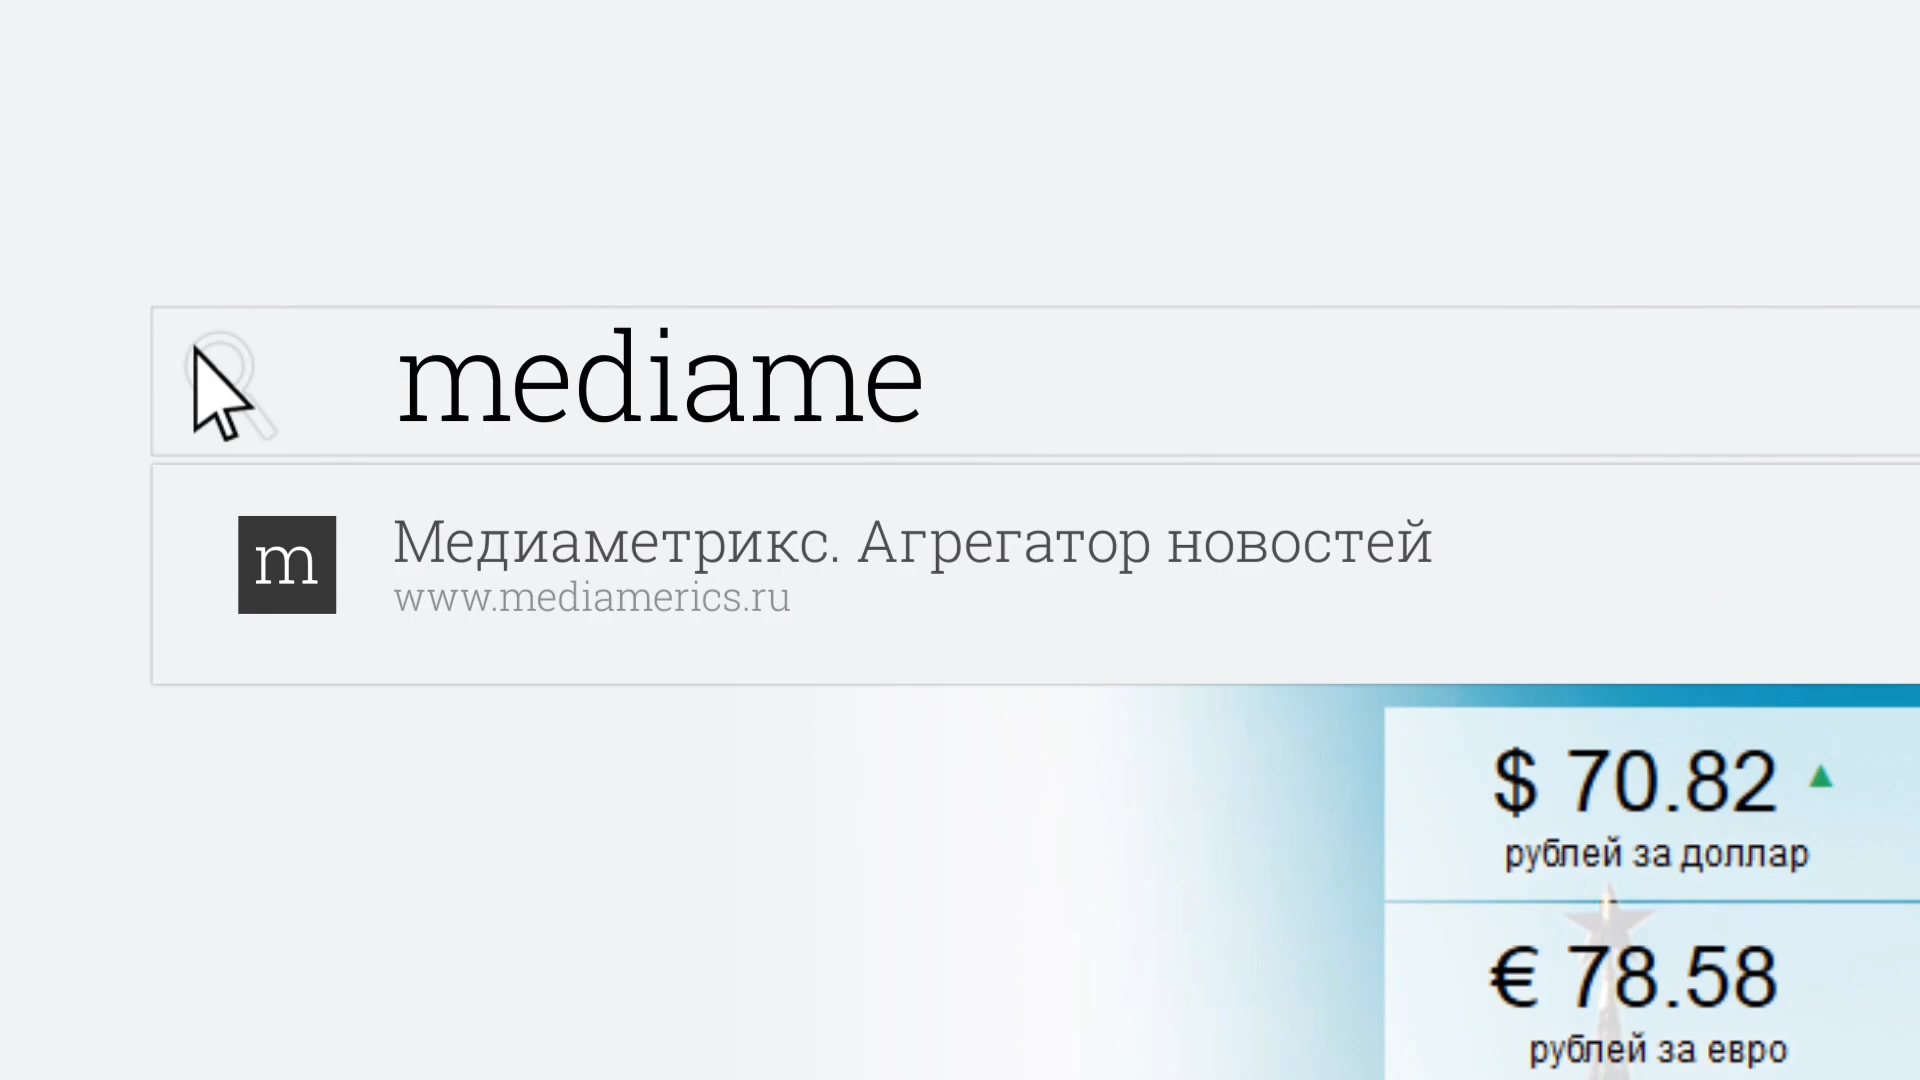 mediame
m
Медиаметрикс. Агрегатор новостей
www.mediamerics.ru
$ 70.82 ▲
рублей за доллар
€ 78.58
рублей за евро